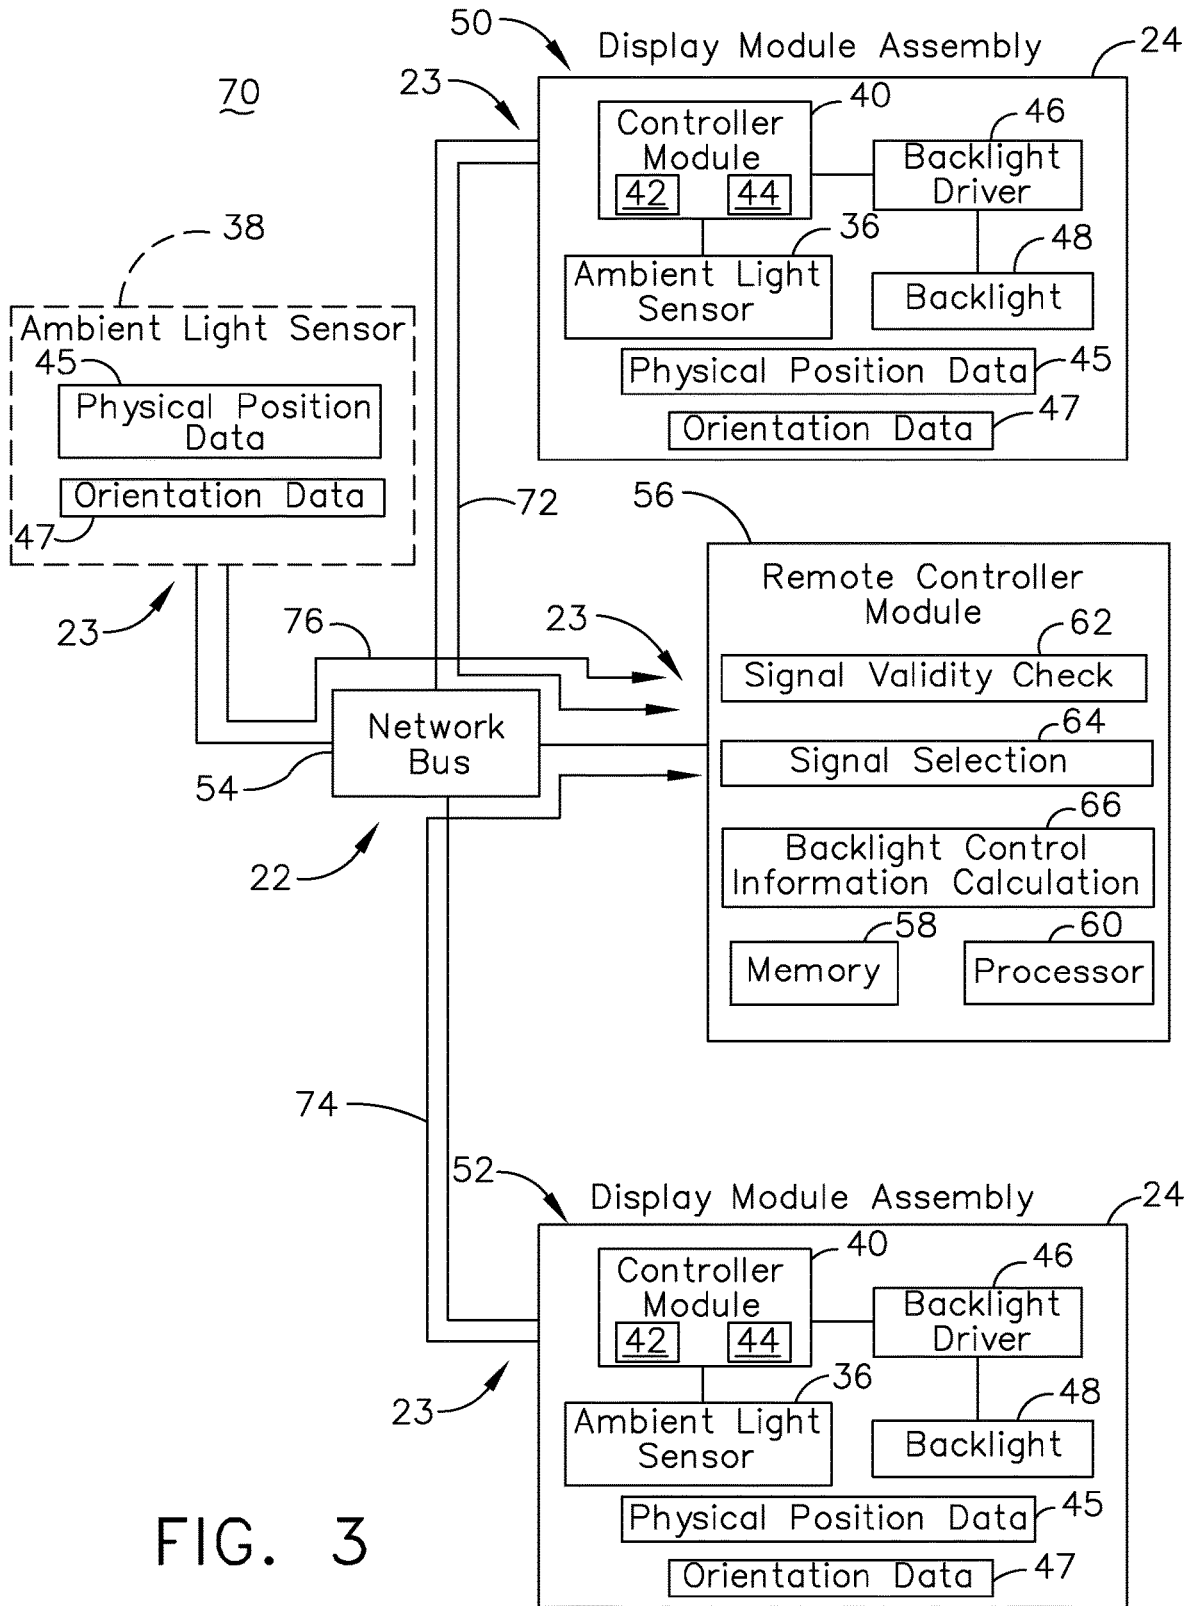 50
Display Module Assembly
24
23
70
40
Controller
Module
42
44
46
Backlight
Driver
36
Ambient Light
Sensor
48
Backlight
Physical Position Data
45
Orientation Data
47
38
Ambient Light Sensor
45
Physical Position
Data
Orientation Data
47
23
72
76
56
Remote Controller
Module
23
62
Signal Validity Check
64
Signal Selection
66
Backlight Control
Information Calculation
58
Memory
60
Processor
Network
Bus
54
22
74
52
Display Module Assembly
24
40
Controller
Module
42
44
46
Backlight
Driver
23
36
Ambient Light
Sensor
48
Backlight
Physical Position Data
45
Orientation Data
47
FIG. 3